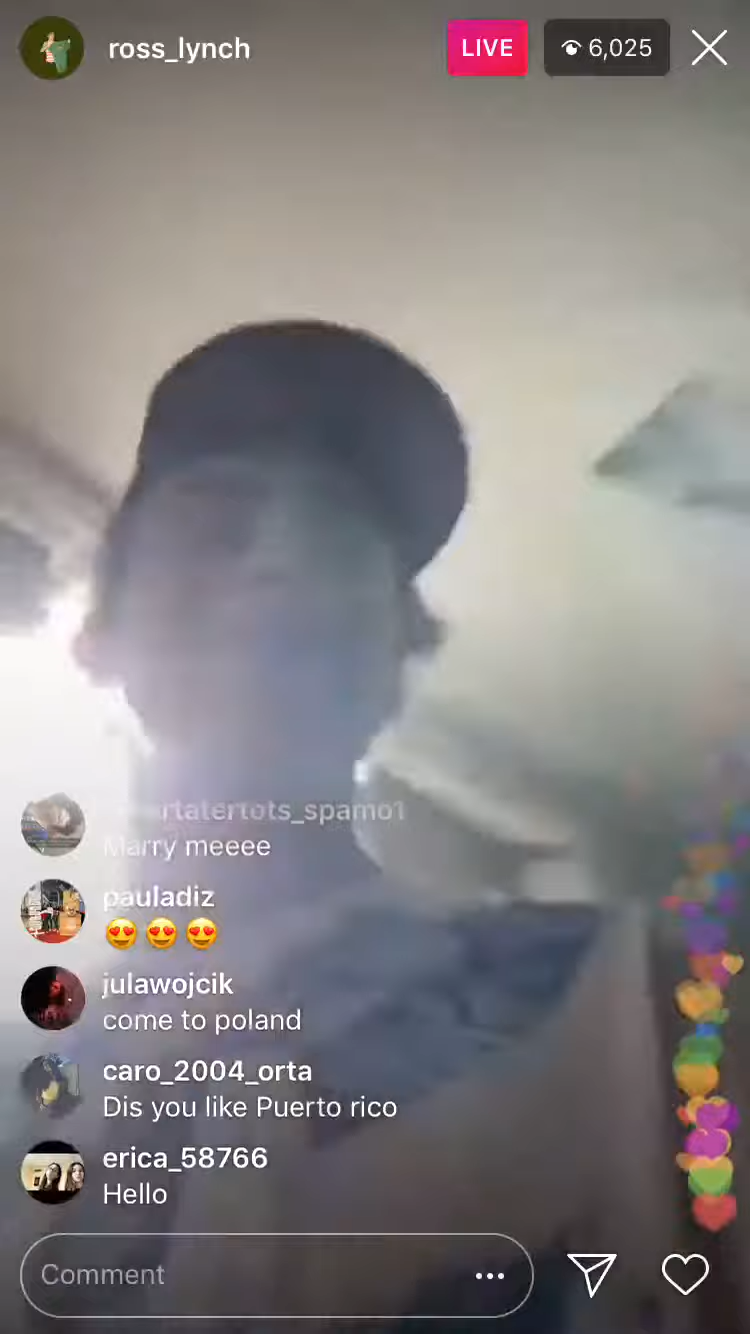 ross_lynch
LIVE
6,025
Marry meeee
pauladiz
😍 😍 😍
julawojcik
come to poland
caro_2004_orta
Dis you like Puerto rico
erica_58766
Hello
Comment